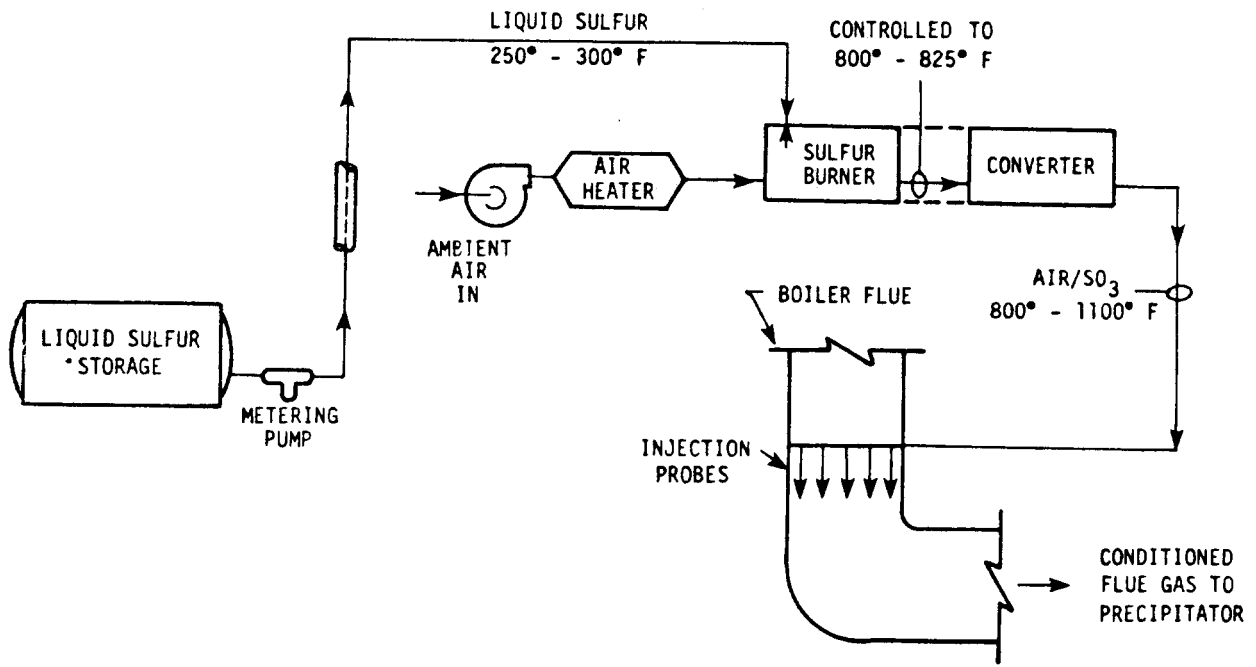 LIQUID SULFUR
250° - 300° F
CONTROLLED TO
800° - 825° F
SULFUR
BURNER
CONVERTER
AIR
HEATER
AMBIENT
AIR
IN
AIR/SO3
800° - 1100° F
BOILER FLUE
LIQUID SULFUR
STORAGE
METERING
PUMP
INJECTION
PROBES
CONDITIONED
FLUE GAS TO
PRECIPITATOR